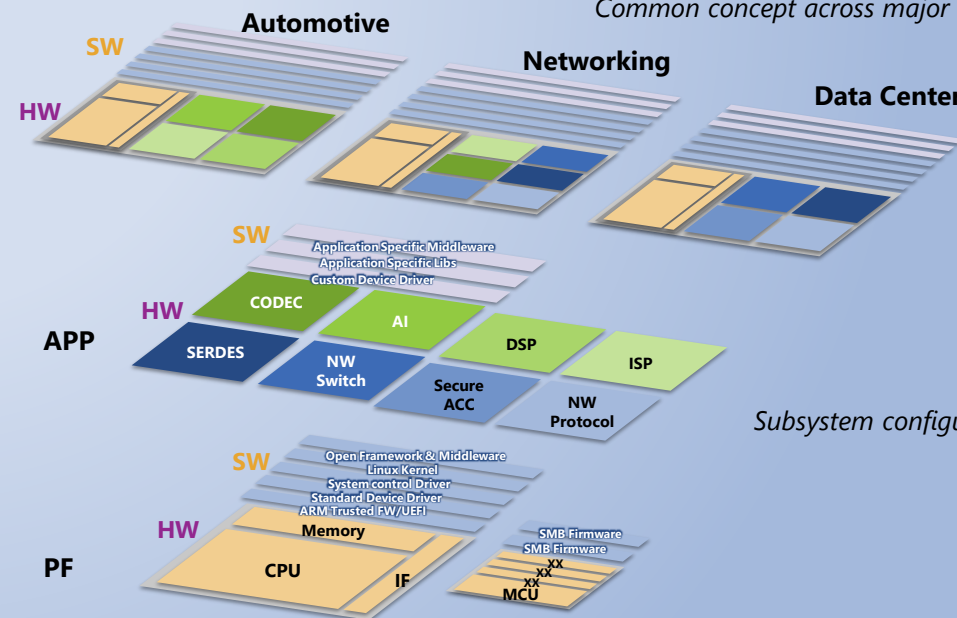 Common concept across major
Automotive
SW
HW
Networking
Data Center
SW
Application Specific Middleware
Application Specific Libs
Custom Device Driver
HW
APP
CODEC
AI
DSP
ISP
SERDES
NW
Switch
Secure
ACC
NW
Protocol
Subsystem
SW
Open Framework & Middleware
Linux Kernel
System control Driver
Standard Device Driver
ARM Trusted FW/UEFI
HW
PF
Memory
CPU
IF
SMB Firmware
SMB Firmware
XX
XX
XX
MCU